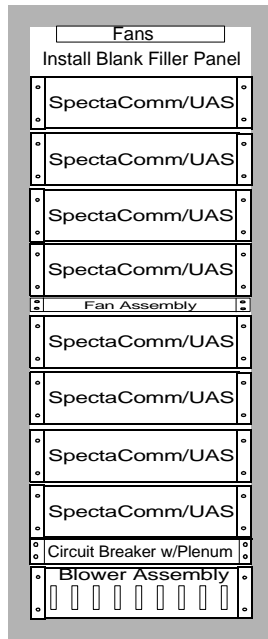 Fans
Install Blank Filler Panel
SpectaComm/UAS
SpectaComm/UAS
SpectaComm/UAS
SpectaComm/UAS
Fan Assembly
SpectaComm/UAS
SpectaComm/UAS
SpectaComm/UAS
SpectaComm/UAS
Circuit Breaker w/Plenum
Blower Assembly